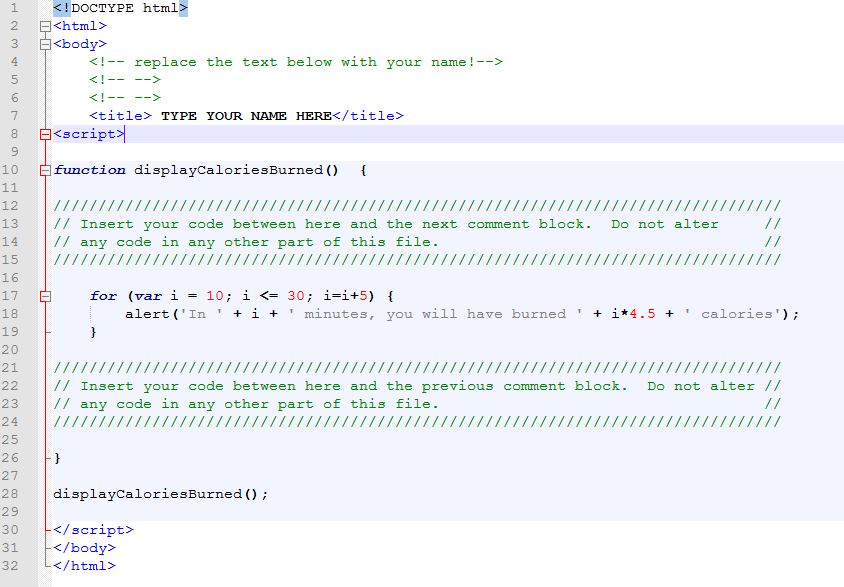 1 <!DOCTYPE html>
2 <html>
3 <body>
4 <!-- replace the text below with your name!-->
5 <!-- -->
6 <!-- -->
7 <title> TYPE YOUR NAME HERE</title>
8 <script>
9
10 function displayCaloriesBurned()  {
11
12 /////////////////////////////////////////////////////////////////////////////////
13 // Insert your code between here and the next comment block.  Do not alter     //
14 // any code in any other part of this file.                                    //
15 /////////////////////////////////////////////////////////////////////////////////
16
17 for (var i = 10; i <= 30; i=i+5) {
18 alert('In ' + i + ' minutes, you will have burned ' + i*4.5 + ' calories');
19 }
20
21 /////////////////////////////////////////////////////////////////////////////////
22 // Insert your code between here and the previous comment block.  Do not alter //
23 // any code in any other part of this file.                                    //
24 /////////////////////////////////////////////////////////////////////////////////
25
26 }
27
28 displayCaloriesBurned();
29
30 </script>
31 </body>
32 </html>